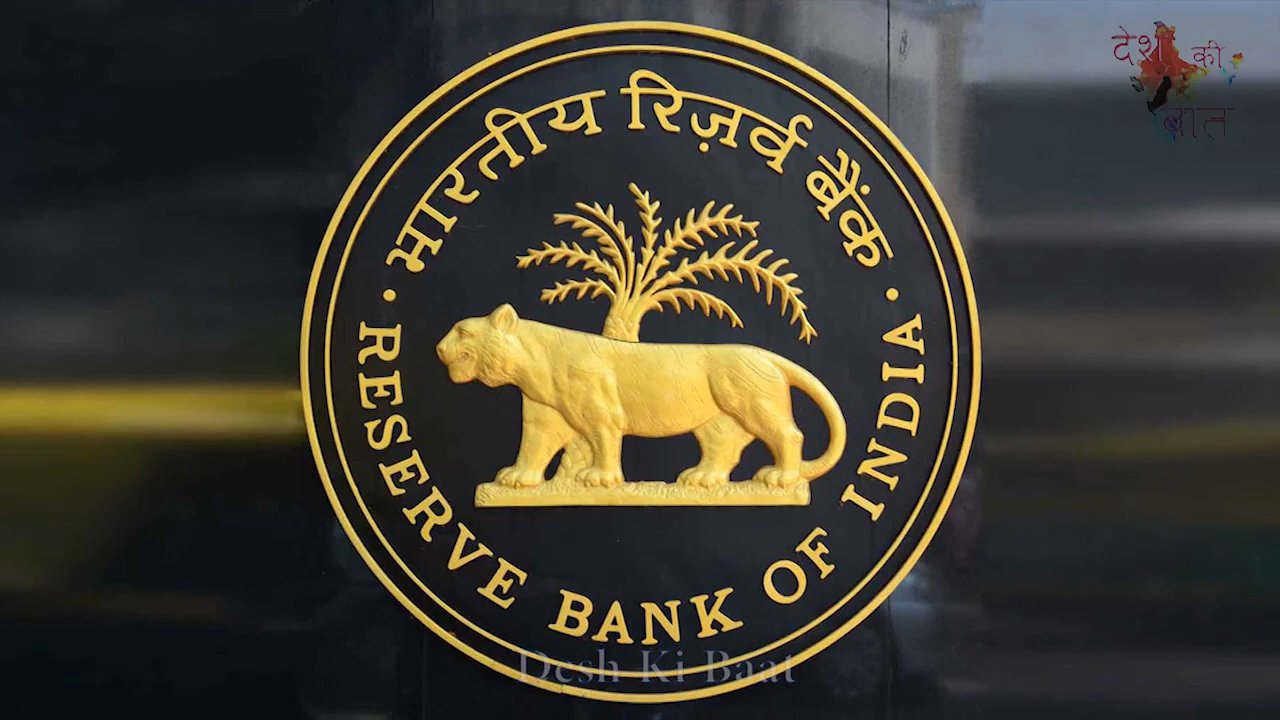 भारतीय रिज़र्व बैंक
RESERVE BANK OF INDIA
देश की
बात
Desh Ki Baat